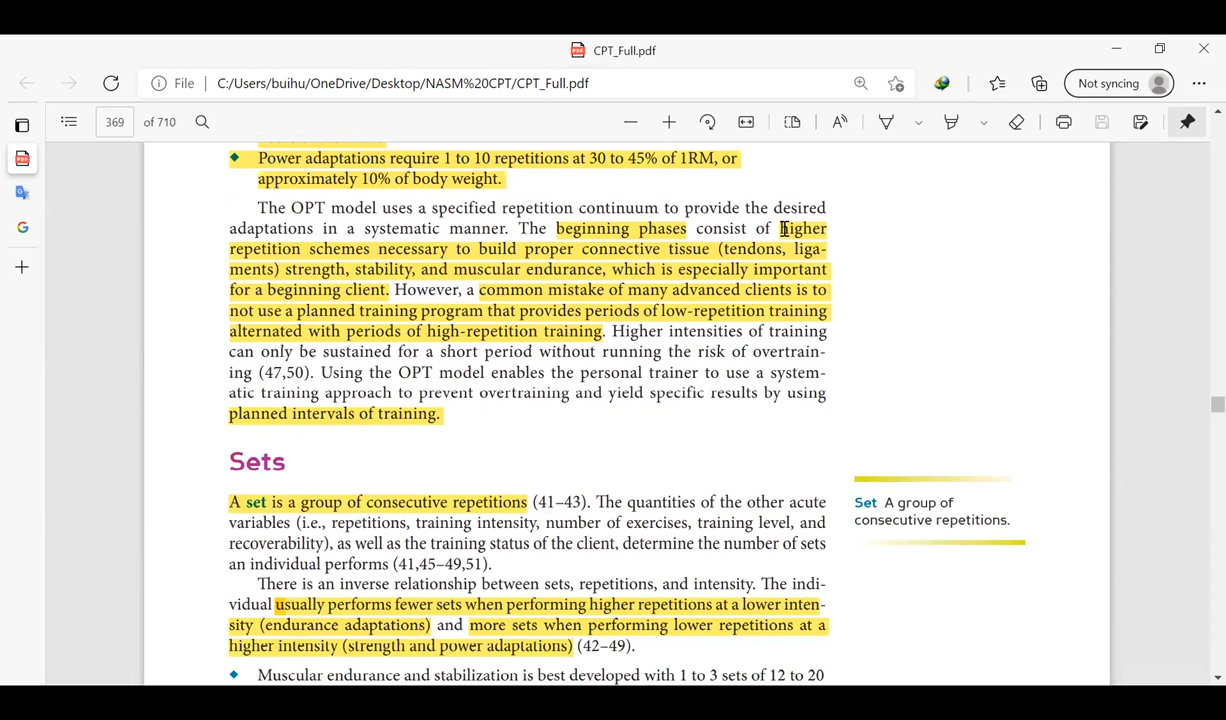 CPT_Full.pdf
File
C:/Users/buihu/OneDrive/Desktop/NASM%20CPT/CPT_Full.pdf
Not syncing
369 of 710
Power adaptations require 1 to 10 repetitions at 30 to 45% of 1RM, or
approximately 10% of body weight.
The OPT model uses a specified repetition continuum to provide the desired
adaptations in a systematic manner. The beginning phases consist of higher
repetition schemes necessary to build proper connective tissue (tendons, liga-
ments) strength, stability, and muscular endurance, which is especially important
for a beginning client. However, a common mistake of many advanced clients is to
not use a planned training program that provides periods of low-repetition training
alternated with periods of high-repetition training. Higher intensities of training
can only be sustained for a short period without running the risk of overtrain-
ing (47,50). Using the OPT model enables the personal trainer to use a system-
atic training approach to prevent overtraining and yield specific results by using
planned intervals of training.
Sets
A set is a group of consecutive repetitions (41–43). The quantities of the other acute
variables (i.e., repetitions, training intensity, number of exercises, training level, and
recoverability), as well as the training status of the client, determine the number of sets
an individual performs (41,45–49,51).
There is an inverse relationship between sets, repetitions, and intensity. The indi-
vidual usually performs fewer sets when performing higher repetitions at a lower inten-
sity (endurance adaptations) and more sets when performing lower repetitions at a
higher intensity (strength and power adaptations) (42–49).
Muscular endurance and stabilization is best developed with 1 to 3 sets of 12 to 20
Set A group of
consecutive repetitions.